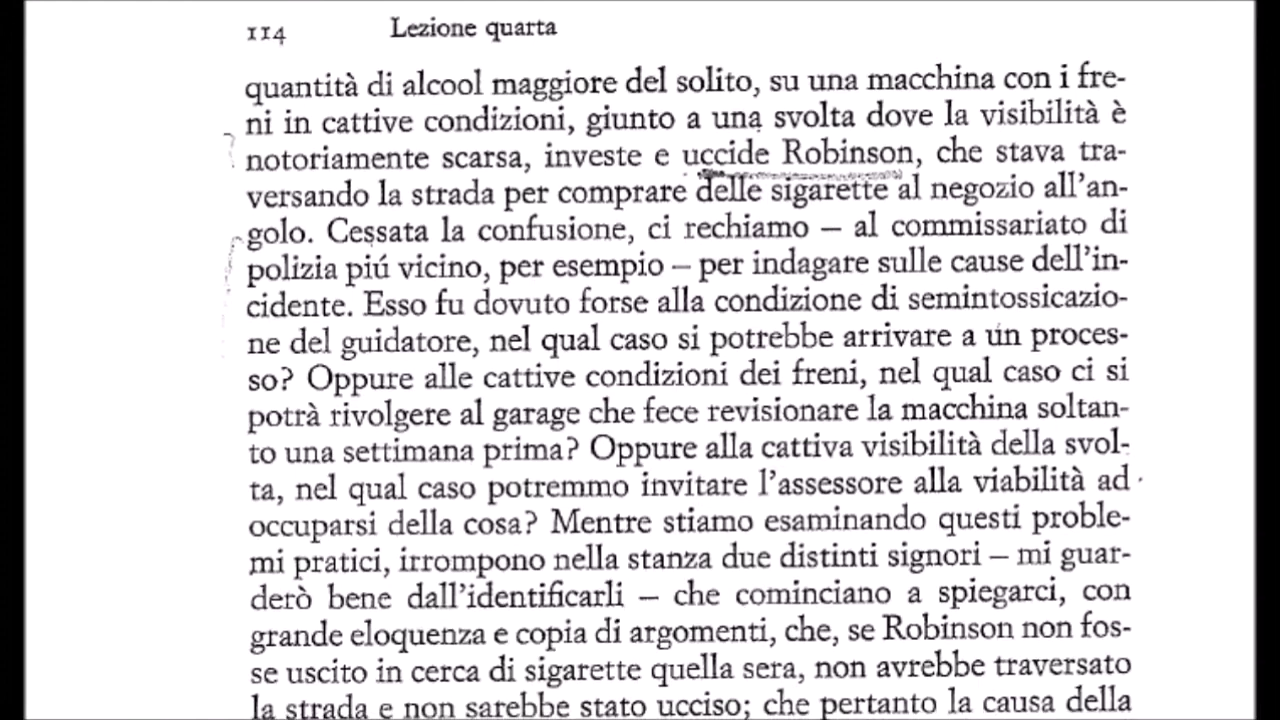 114 Lezione quarta
quantità di alcool maggiore del solito, su una macchina con i fre-
ni in cattive condizioni, giunto a una svolta dove la visibilità è
notoriamente scarsa, investe e uccide Robinson, che stava tra-
versando la strada per comprare delle sigarette al negozio all'an-
golo. Cessata la confusione, ci rechiamo – al commissariato di
polizia piú vicino, per esempio – per indagare sulle cause dell'in-
cidente. Esso fu dovuto forse alla condizione di semintossicazio-
ne del guidatore, nel qual caso si potrebbe arrivare a un proces-
so? Oppure alle cattive condizioni dei freni, nel qual caso ci si
potrà rivolgere al garage che fece revisionare la macchina soltan-
to una settimana prima? Oppure alla cattiva visibilità della svol-
ta, nel qual caso potremmo invitare l'assessore alla viabilità ad
occuparsi della cosa? Mentre stiamo esaminando questi proble-
mi pratici, irrompono nella stanza due distinti signori – mi guar-
derò bene dall'identificarli – che cominciano a spiegarci, con
grande eloquenza e copia di argomenti, che, se Robinson non fos-
se uscito in cerca di sigarette quella sera, non avrebbe traversato
la strada e non sarebbe stato ucciso; che pertanto la causa della